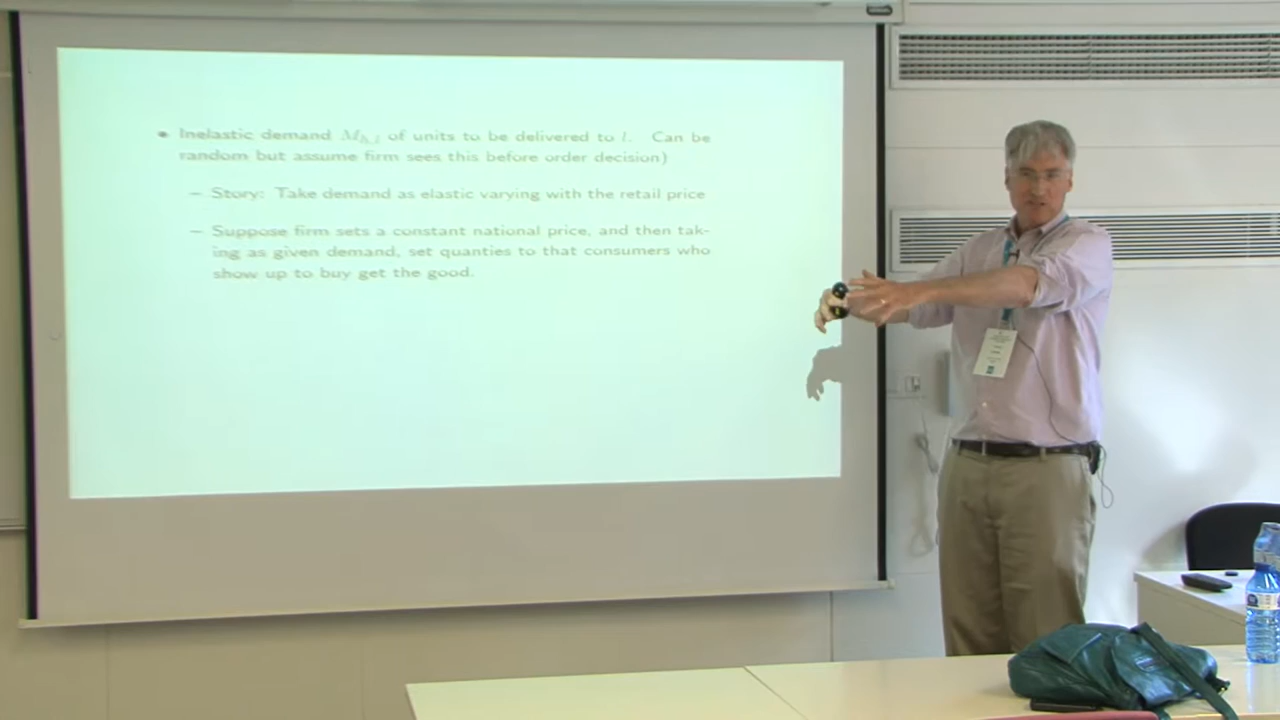 • Inelastic demand M_{h,l} of units to be delivered to l. Can be
random but assume firm sees this before order decision)
– Story: Take demand as elastic varying with the retail price
– Suppose firm sets a constant national price, and then tak-
ing as given demand, set quanties to that consumers who
show up to buy get the good.